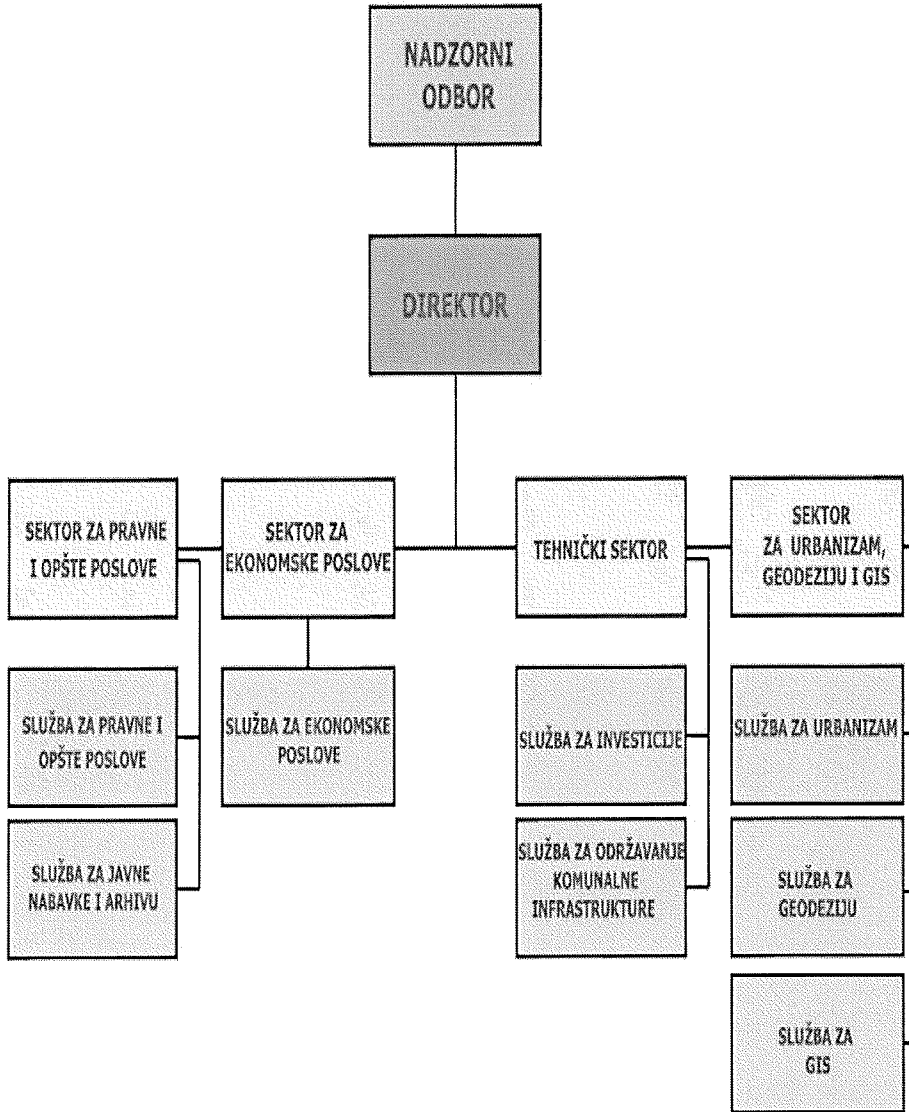 NADZORNI
ODBOR
DIREKTOR
SEKTOR ZA PRAVNE
I OPŠTE POSLOVE
SEKTOR ZA
EKONOMSKE POSLOVE
TEHNIČKI SEKTOR
SEKTOR
ZA URBANIZAM,
GEODEZIJU I GIS
SLUŽBA ZA PRAVNE I
OPŠTE POSLOVE
SLUŽBA ZA EKONOMSKE
POSLOVE
SLUŽBA ZA INVESTICIJE
SLUŽBA ZA URBANIZAM
SLUŽBA ZA JAVNE
NABAVKE I ARHIVU
SLUŽBA ZA ODRŽAVANJE
KOMUNALNE
INFRASTRUKTURE
SLUŽBA ZA
GEODEZIJU
SLUŽBA ZA
GIS